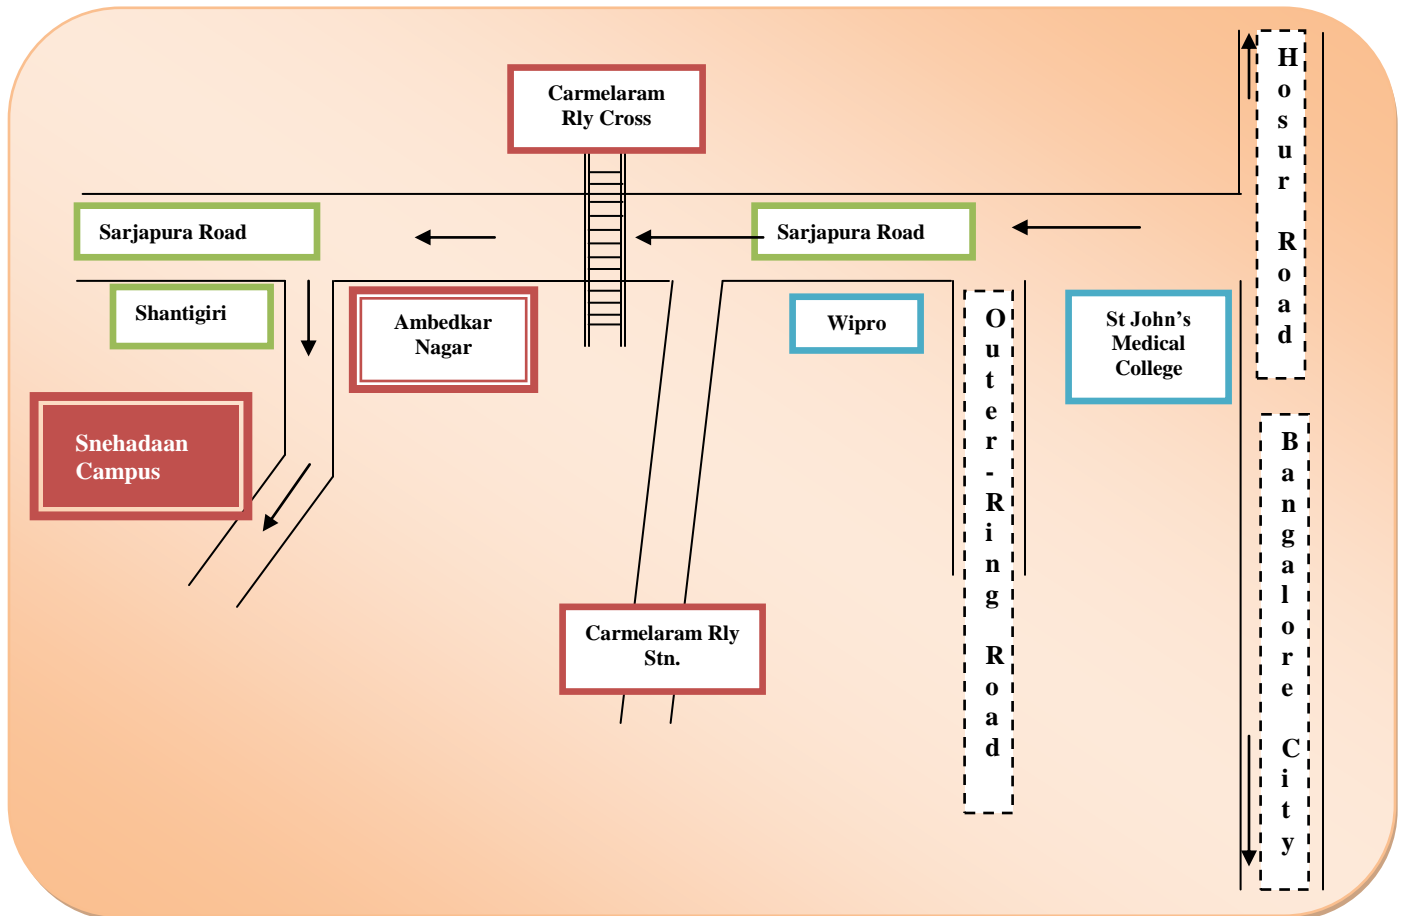 Carmelaram
Rly Cross
Hosur Road
Sarjapura Road
Sarjapura Road
Shantigiri
Ambedkar
Nagar
Wipro
Outer-Ring Road
St John’s
Medical
College
Snehadaan
Campus
Bangalore City
Carmelaram Rly
Stn.